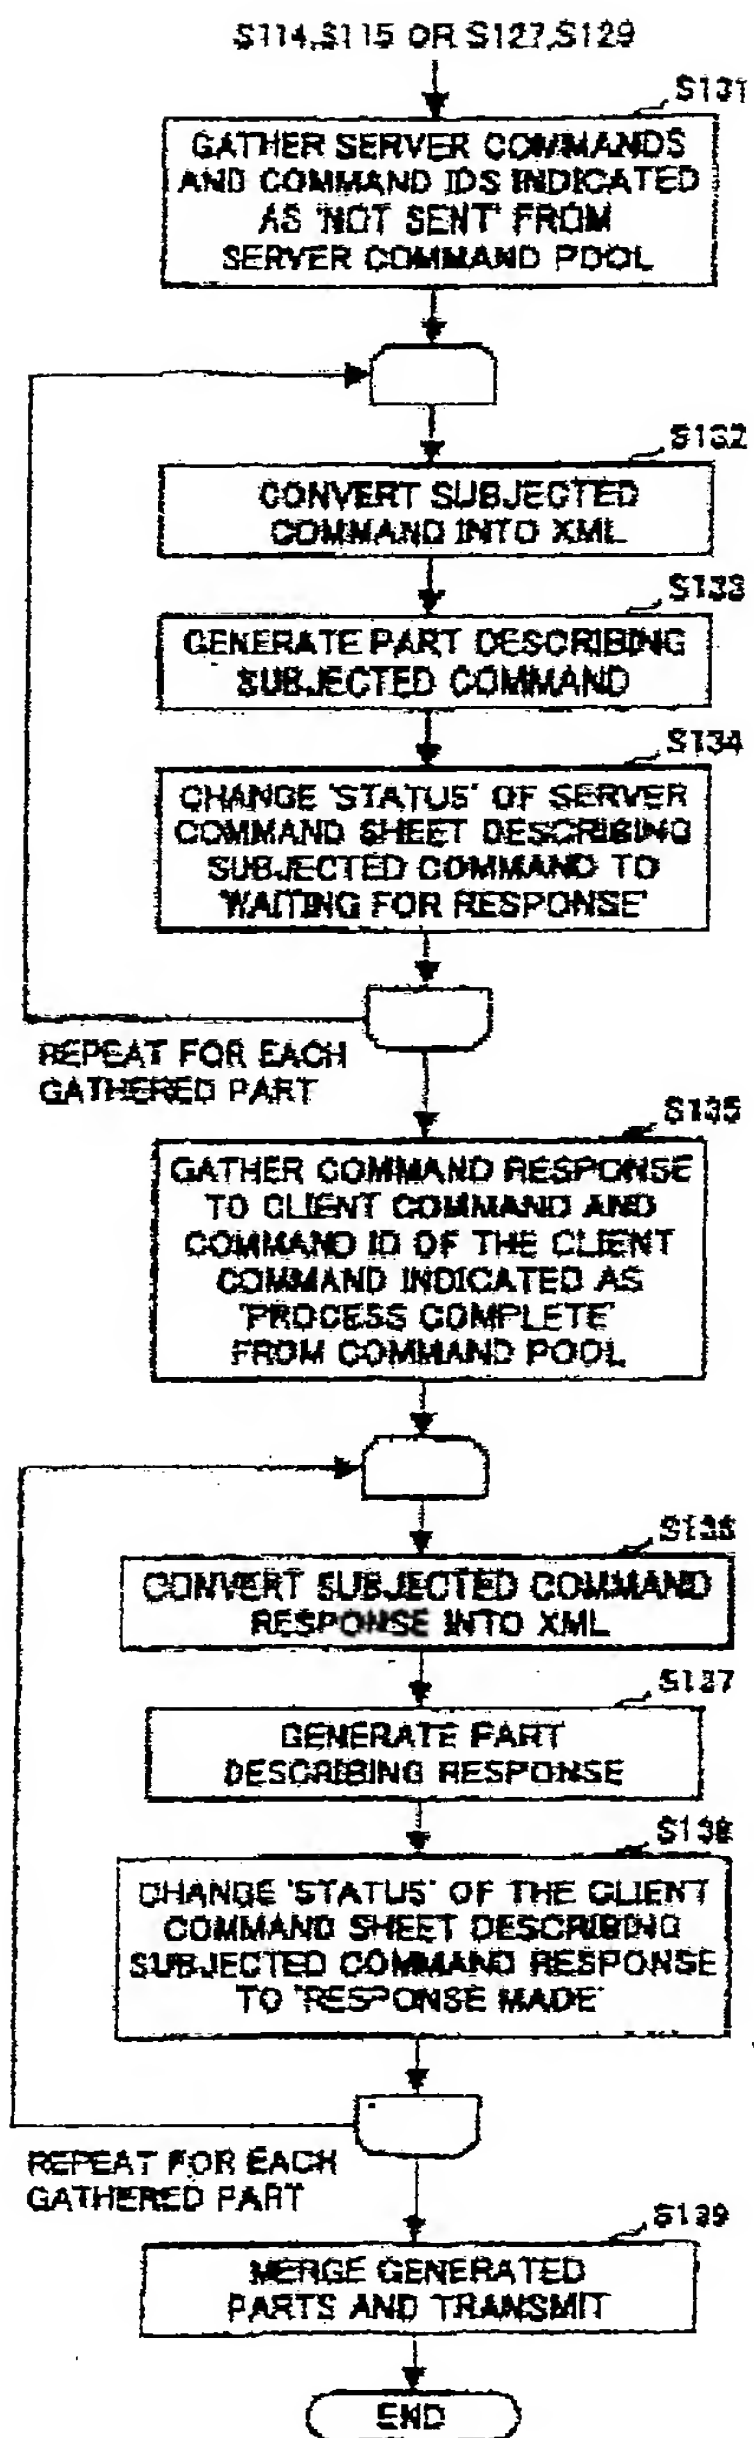 S114,S115 OR S127,S129
S131
GATHER SERVER COMMANDS
AND COMMAND IDS INDICATED
AS 'NOT SENT' FROM
SERVER COMMAND POOL
S132
CONVERT SUBJECTED
COMMAND INTO XML
S133
GENERATE PART DESCRIBING
SUBJECTED COMMAND
S134
CHANGE 'STATUS' OF SERVER
COMMAND SHEET DESCRIBING
SUBJECTED COMMAND TO
'WAITING FOR RESPONSE'
REPEAT FOR EACH
GATHERED PART
S135
GATHER COMMAND RESPONSE
TO CLIENT COMMAND AND
COMMAND ID OF THE CLIENT
COMMAND INDICATED AS
'PROCESS COMPLETE'
FROM COMMAND POOL
S136
CONVERT SUBJECTED COMMAND
RESPONSE INTO XML
S137
GENERATE PART
DESCRIBING RESPONSE
S138
CHANGE 'STATUS' OF THE CLIENT
COMMAND SHEET DESCRIBING
SUBJECTED COMMAND RESPONSE
TO 'RESPONSE MADE'
REPEAT FOR EACH
GATHERED PART
S139
MERGE GENERATED
PARTS AND TRANSMIT
END